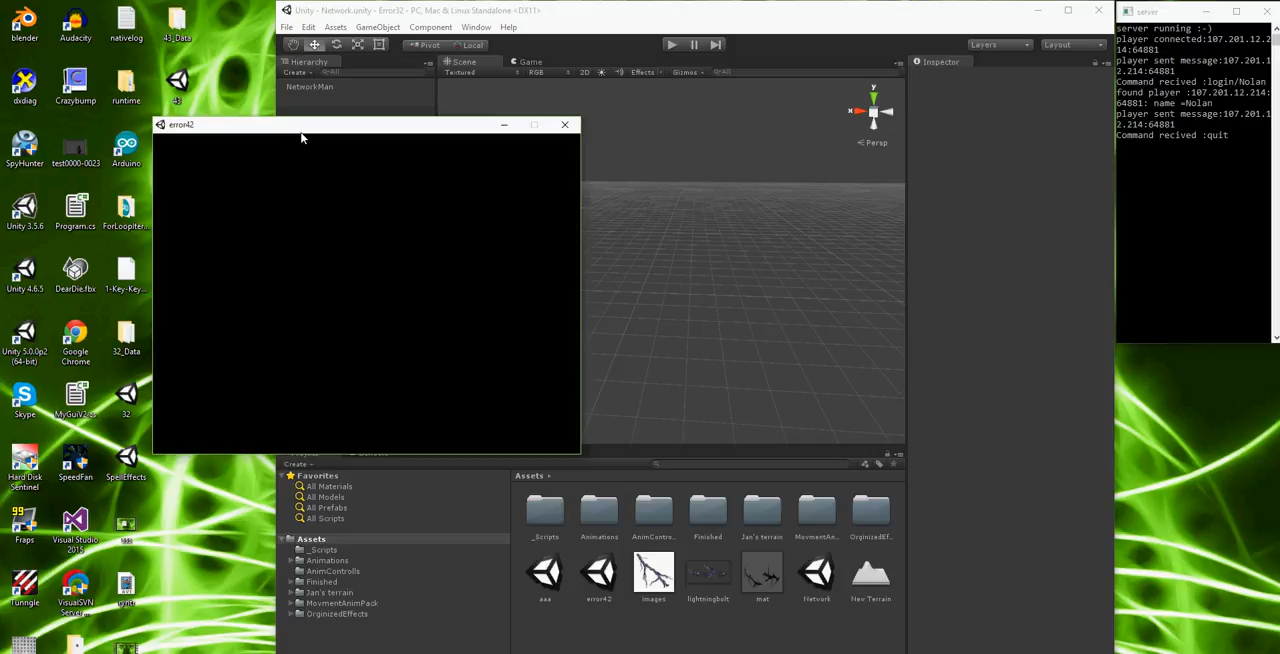 blender
Audacity
nativelog
43_Data
dxdiag
Crazybump
runtime
43
SpyHunter
test0000-0023
Arduino
Unity 3.5.6
Program.cs
ForLoopIter...
Unity 4.6.5
DearDie.fbx
1-Key-Key...
Unity 5.0.0p2
(64-bit)
Google
Chrome
32_Data
Skype
MyGuiV2.cs
32
Hard Disk
Sentinel
SpeedFan
SpellEffects
99
Fraps
Visual Studio
2015
Tunngle
VisualSVN
Server...
Unity - Network.unity - Error32 - PC, Mac & Linux Standalone <DX11>
File Edit Assets GameObject Component Window Help
Pivot Local
Layers Layout
Hierarchy
Create All
NetworkMan
Scene Game
Textured RGB 2D Effects Gizmos All
y
x
Persp
Inspector
error42
Create
Favorites
All Materials
All Models
All Prefabs
All Scripts
Assets
_Scripts
Animations
AnimControlls
Finished
Jan's terrain
MovmentAnimPack
OrginizedEffects
Assets
_Scripts Animations AnimContro... Finished Jan's terrain MovmentAn... OrginizedEf...
aaa error42 images lightningbolt mat Network New Terrain
server
server running :-)
player connected:107.201.12.2
14:64881
player sent message:107.201.1
2.214:64881
Command recived :login/Nolan
found player :107.201.12.214:
64881: name =Nolan
player sent message:107.201.1
2.214:64881
Command recived :quit